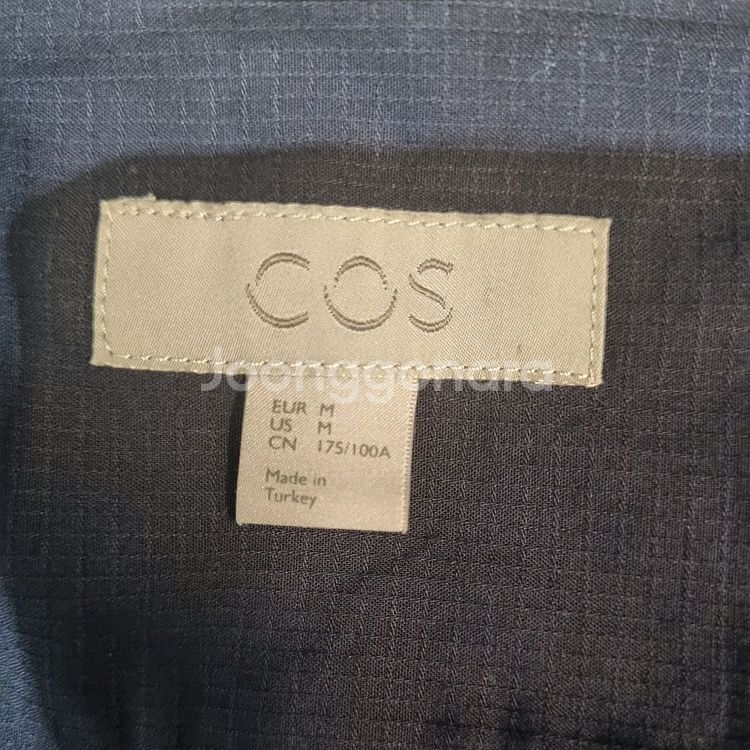 COS
Joonggonara
EUR M
US M
CN 175/100A
Made in
Turkey